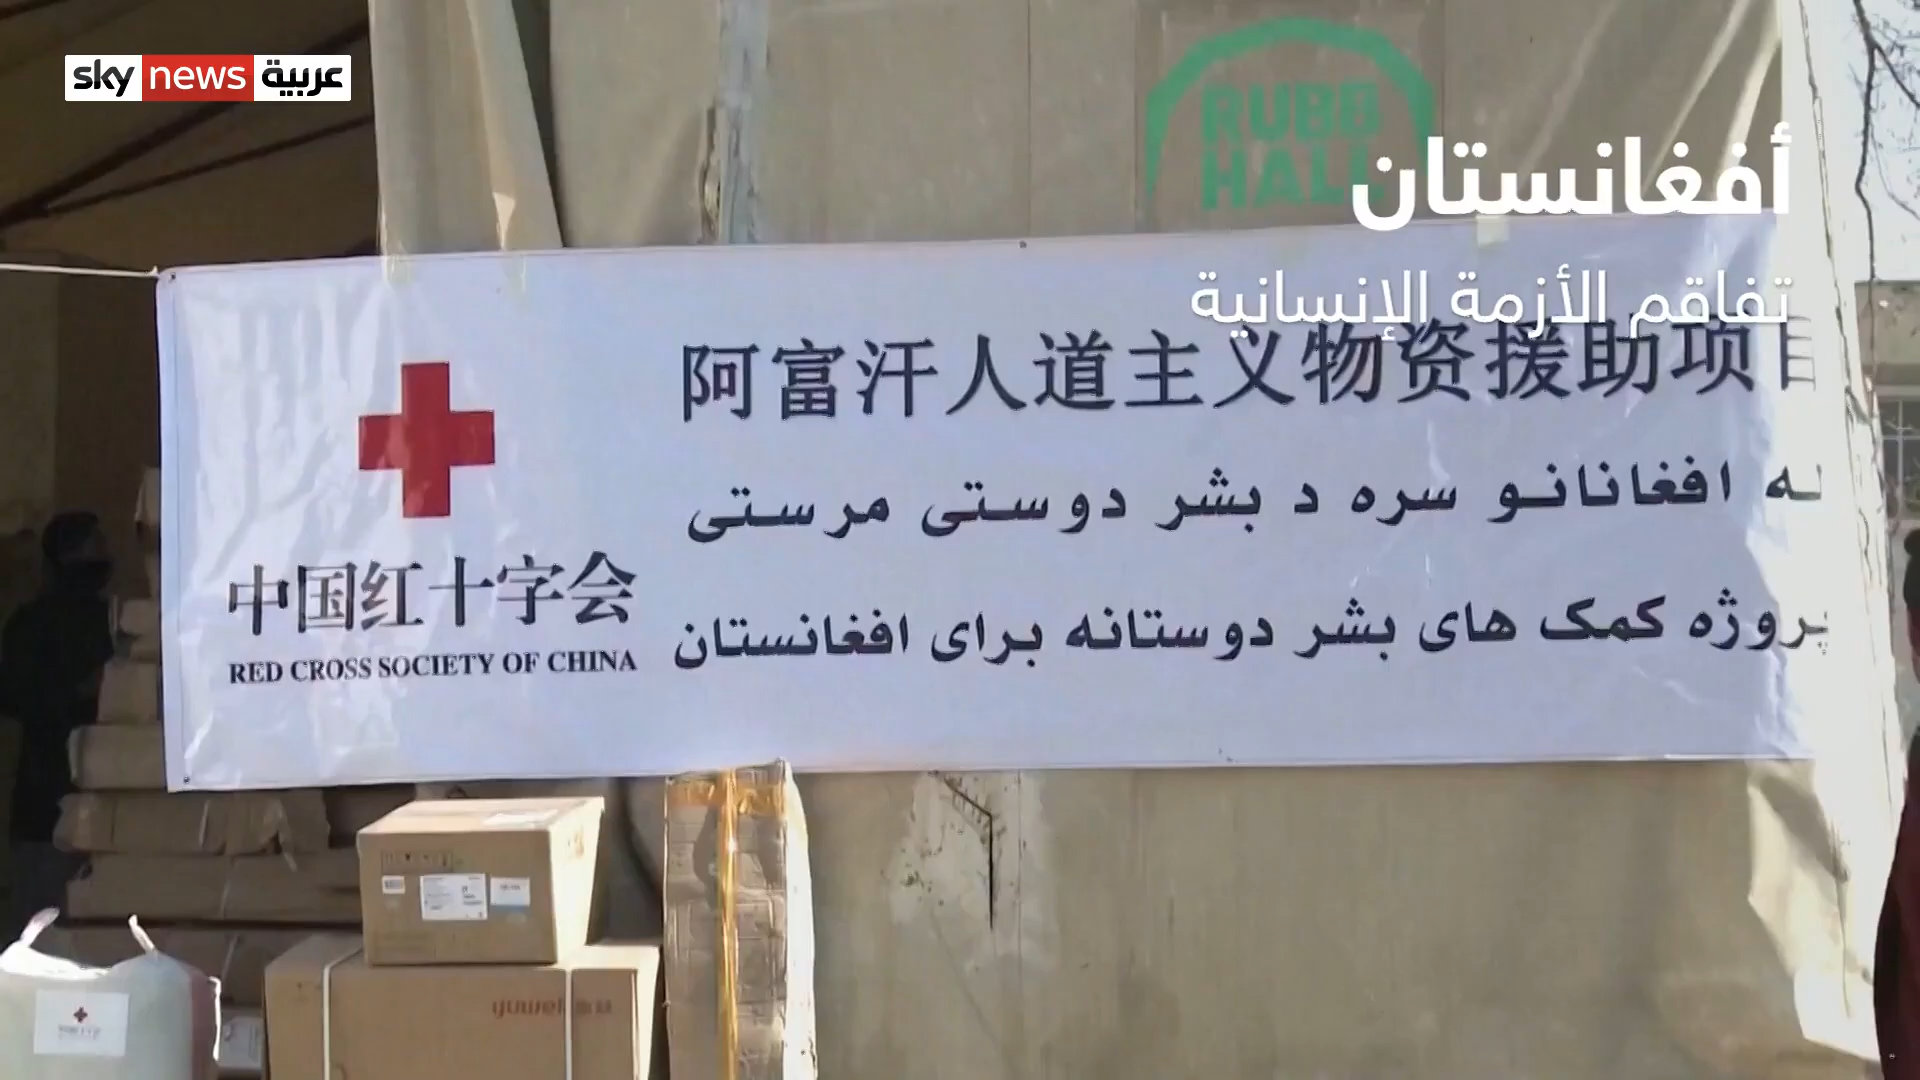 sky news عربية
RUBB
HALL
أفغانستان
تفاقم الأزمة الإنسانية
阿富汗人道主义物资援助项目
له افغانانو سره د بشر دوستی مرستی
پروژه کمک های بشر دوستانه برای افغانستان
中国红十字会
RED CROSS SOCIETY OF CHINA